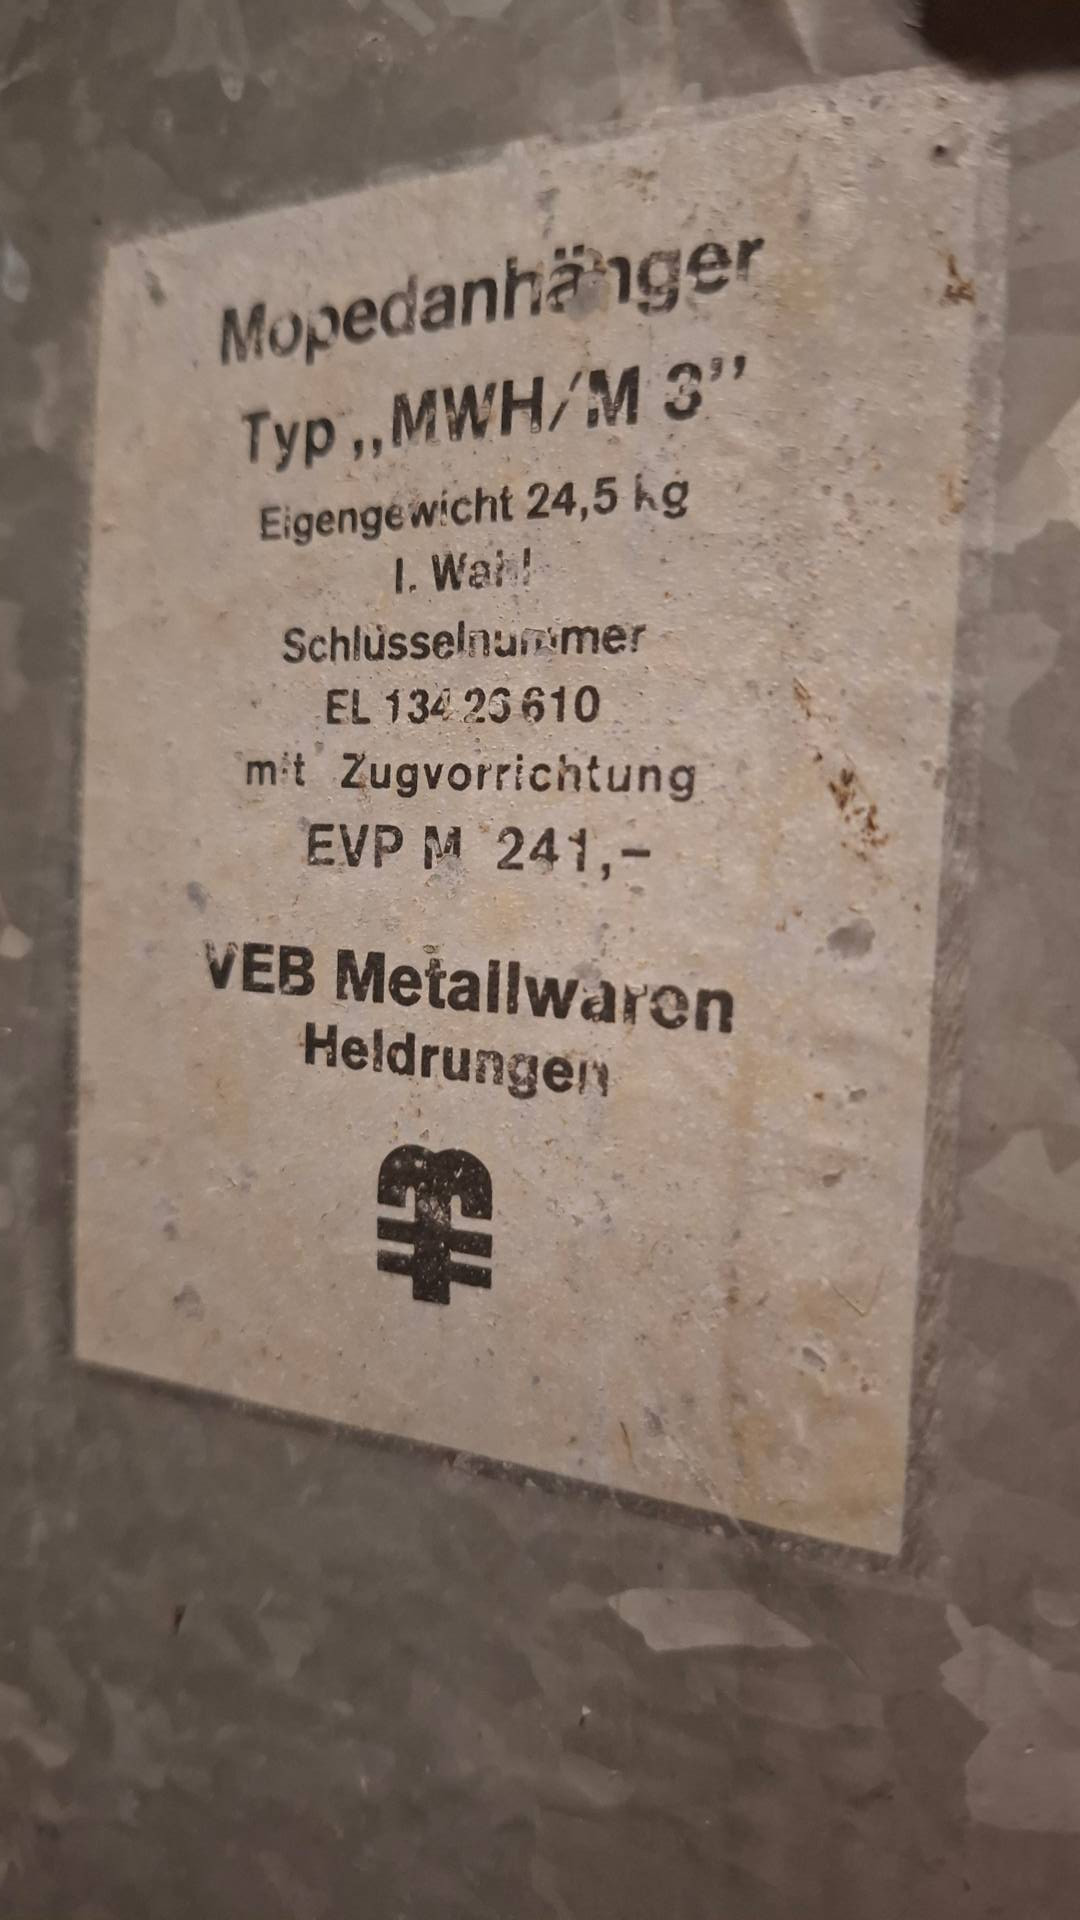 Mopedanhänger
Typ „MWH/M 3”
Eigengewicht 24,5 kg
I. Wahl
Schlüsselnummer
EL 134 26 610
mit Zugvorrichtung
EVP M 241,–
VEB Metallwaren
Heldrungen